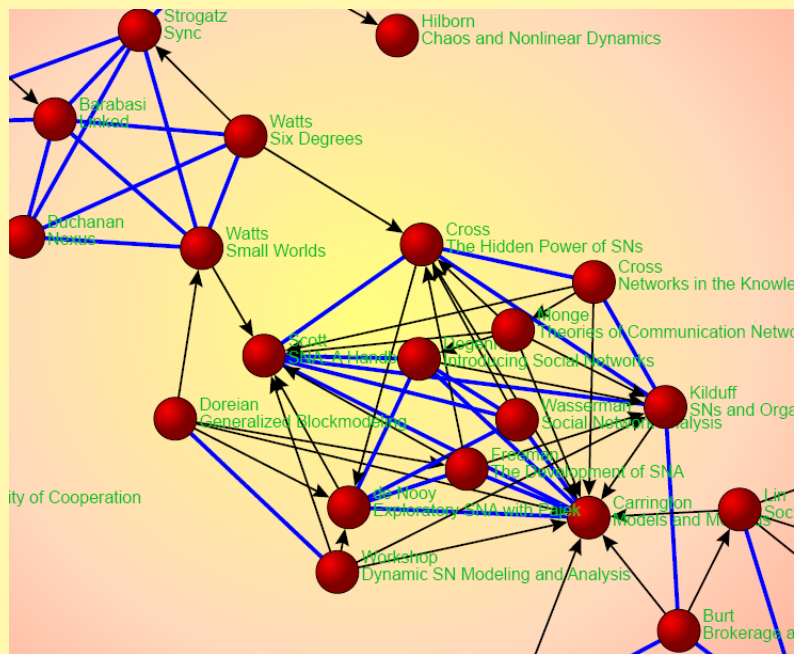 Strogatz
Sync
Hilborn
Chaos and Nonlinear Dynamics
Barabasi
Linked
Watts
Six Degrees
Buchanan
Nexus
Watts
Small Worlds
Cross
The Hidden Power of SNs
Cross
Networks in the Knowle
Monge
Theories of Communication Networ
Scott
SNA: A Handb
Degenn
Introducing Social Networks
Kilduff
SNs and Orga
Doreian
Generalized Blockmodeling
Wasserman
Social Network Analysis
Freeman
The Development of SNA
ity of Cooperation
de Nooy
Exploratory SNA with Pajek
Carrington
Models and M
Lin
Soc
Workshop
Dynamic SN Modeling and Analysis
Burt
Brokerage a